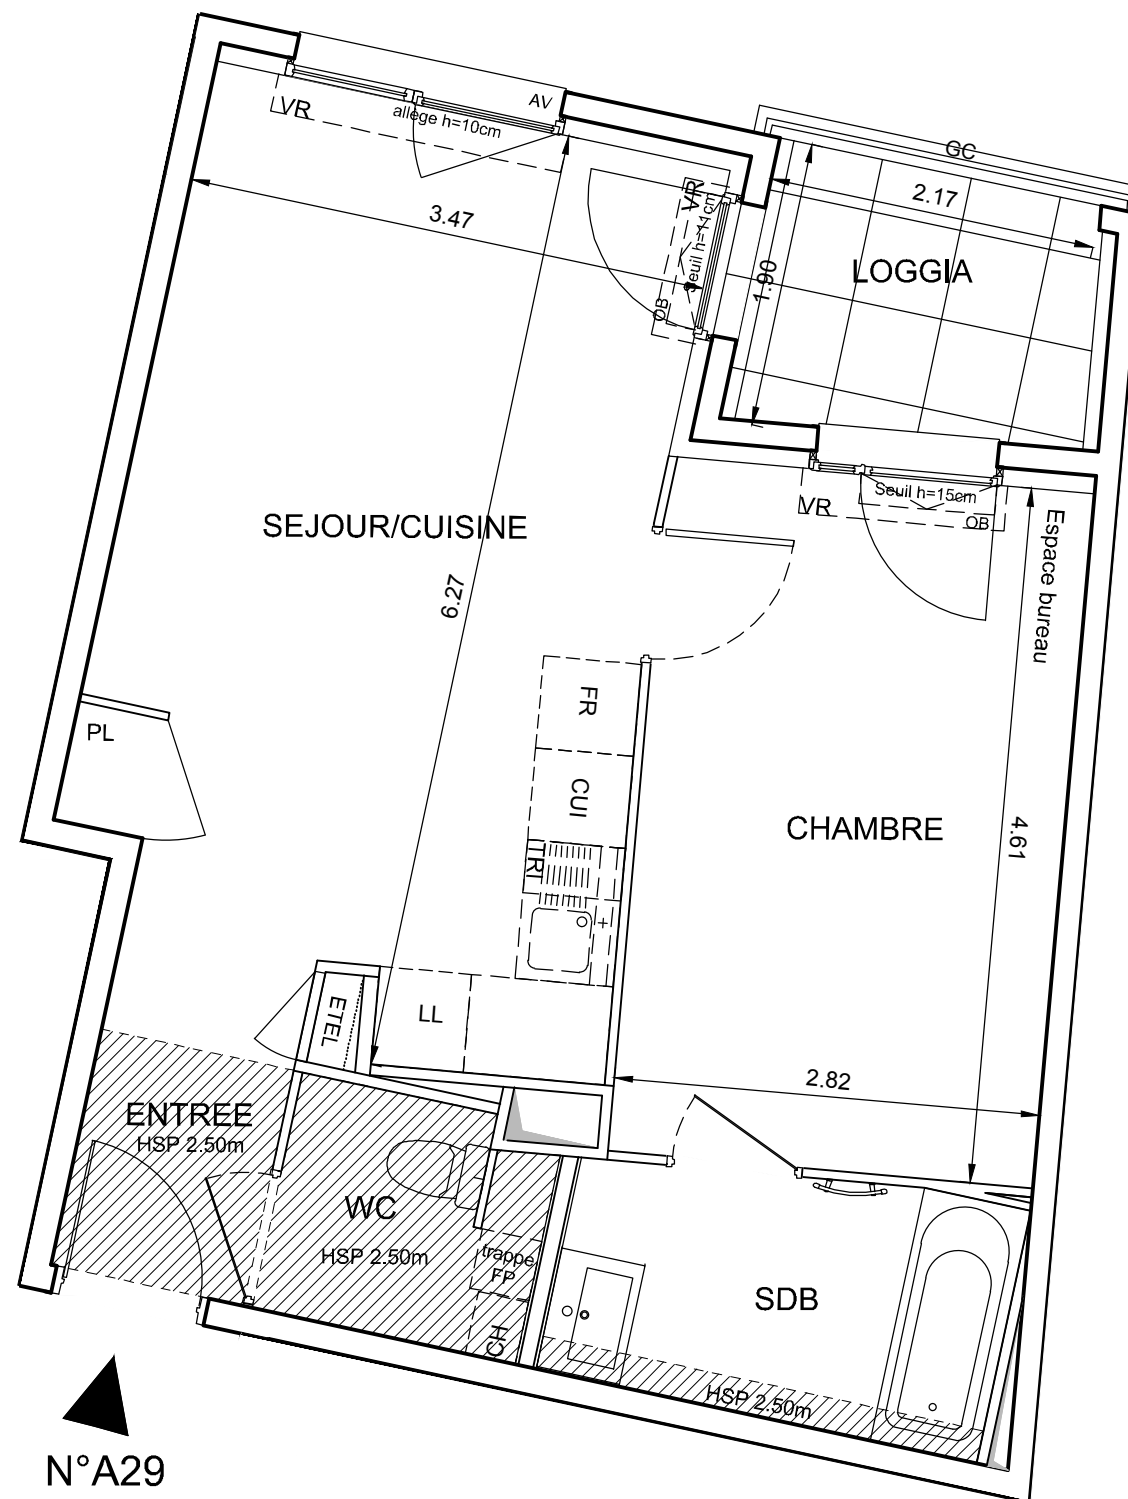 AV
VR
allège h=10cm
GC
3.47
2.17
VR
Seuil h=11cm
OB
1.90
LOGGIA
SEJOUR/CUISINE
6.27
VR
Seuil h=15cm
OB
Espace bureau
FR
CUI
TRI
PL
CHAMBRE
4.61
ETEL
LL
2.82
ENTREE
HSP 2.50m
WC
HSP 2.50m
trappe
FP
CH
SDB
HSP 2.50m
N°A29